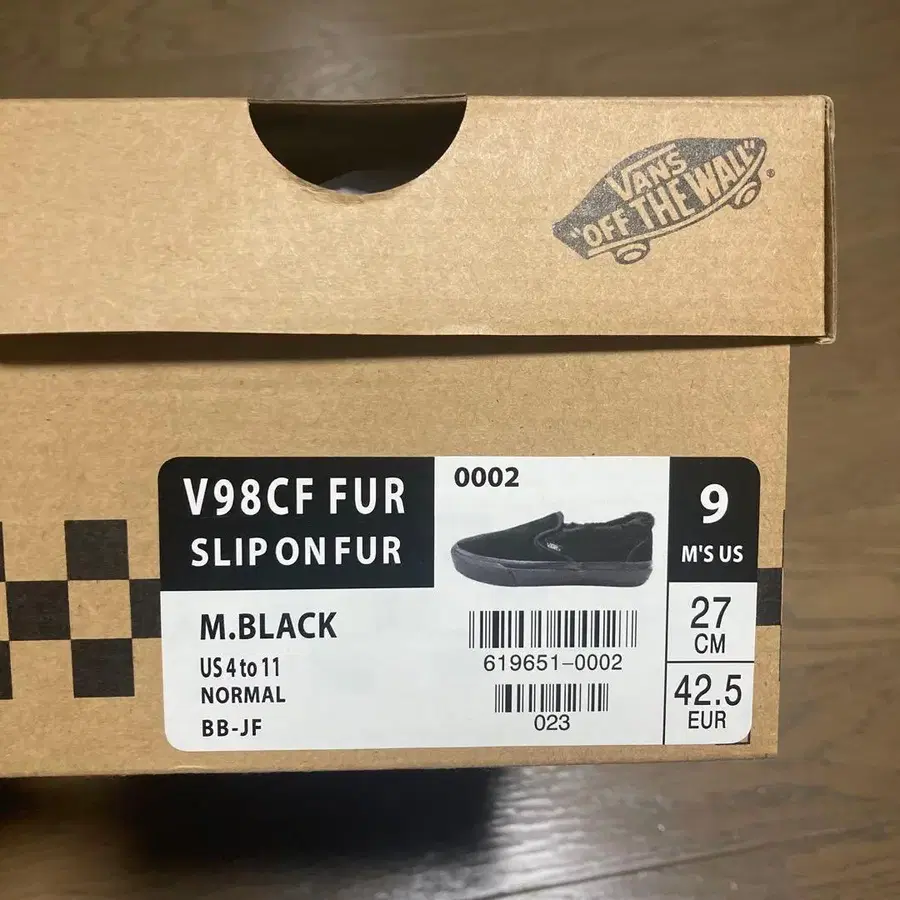 VANS
"OFF THE WALL"
®
V98CF FUR
SLIP ON FUR
0002
9
M'S US
M.BLACK
US 4 to 11
NORMAL
BB-JF
619651-0002
023
27
CM
42.5
EUR
VANS